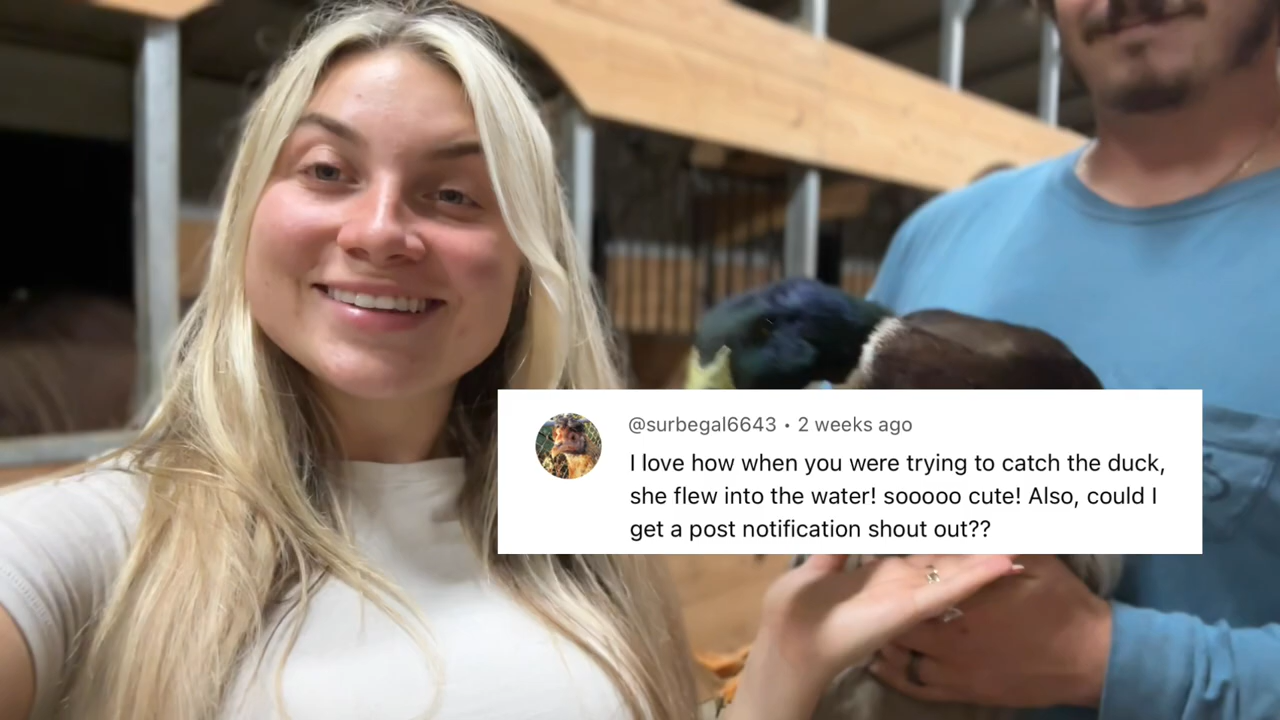 @surbegal6643 • 2 weeks ago
I love how when you were trying to catch the duck,
she flew into the water! sooooo cute! Also, could I
get a post notification shout out??